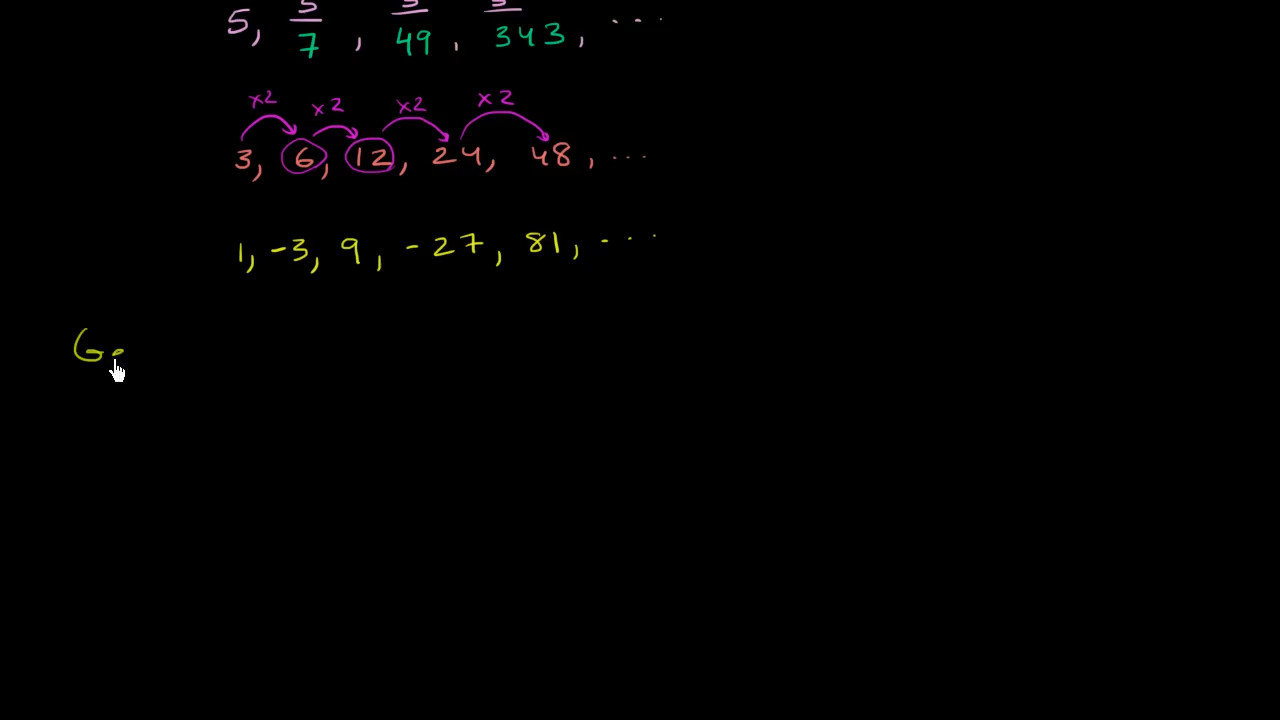 5, 5/7, 5/49, 5/343, ...
×2 ×2 ×2 ×2
3, 6, 12, 24, 48, ...
1, -3, 9, -27, 81, ...
Ge